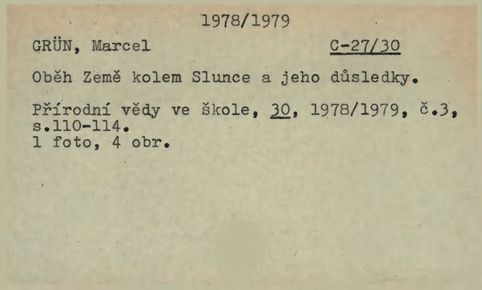 1978/1979
GRÜN, Marcel C-27/30
Oběh Země kolem Slunce a jeho důsledky.
Přírodní vědy ve škole, 30, 1978/1979, č.3,
s.110-114.
1 foto, 4 obr.